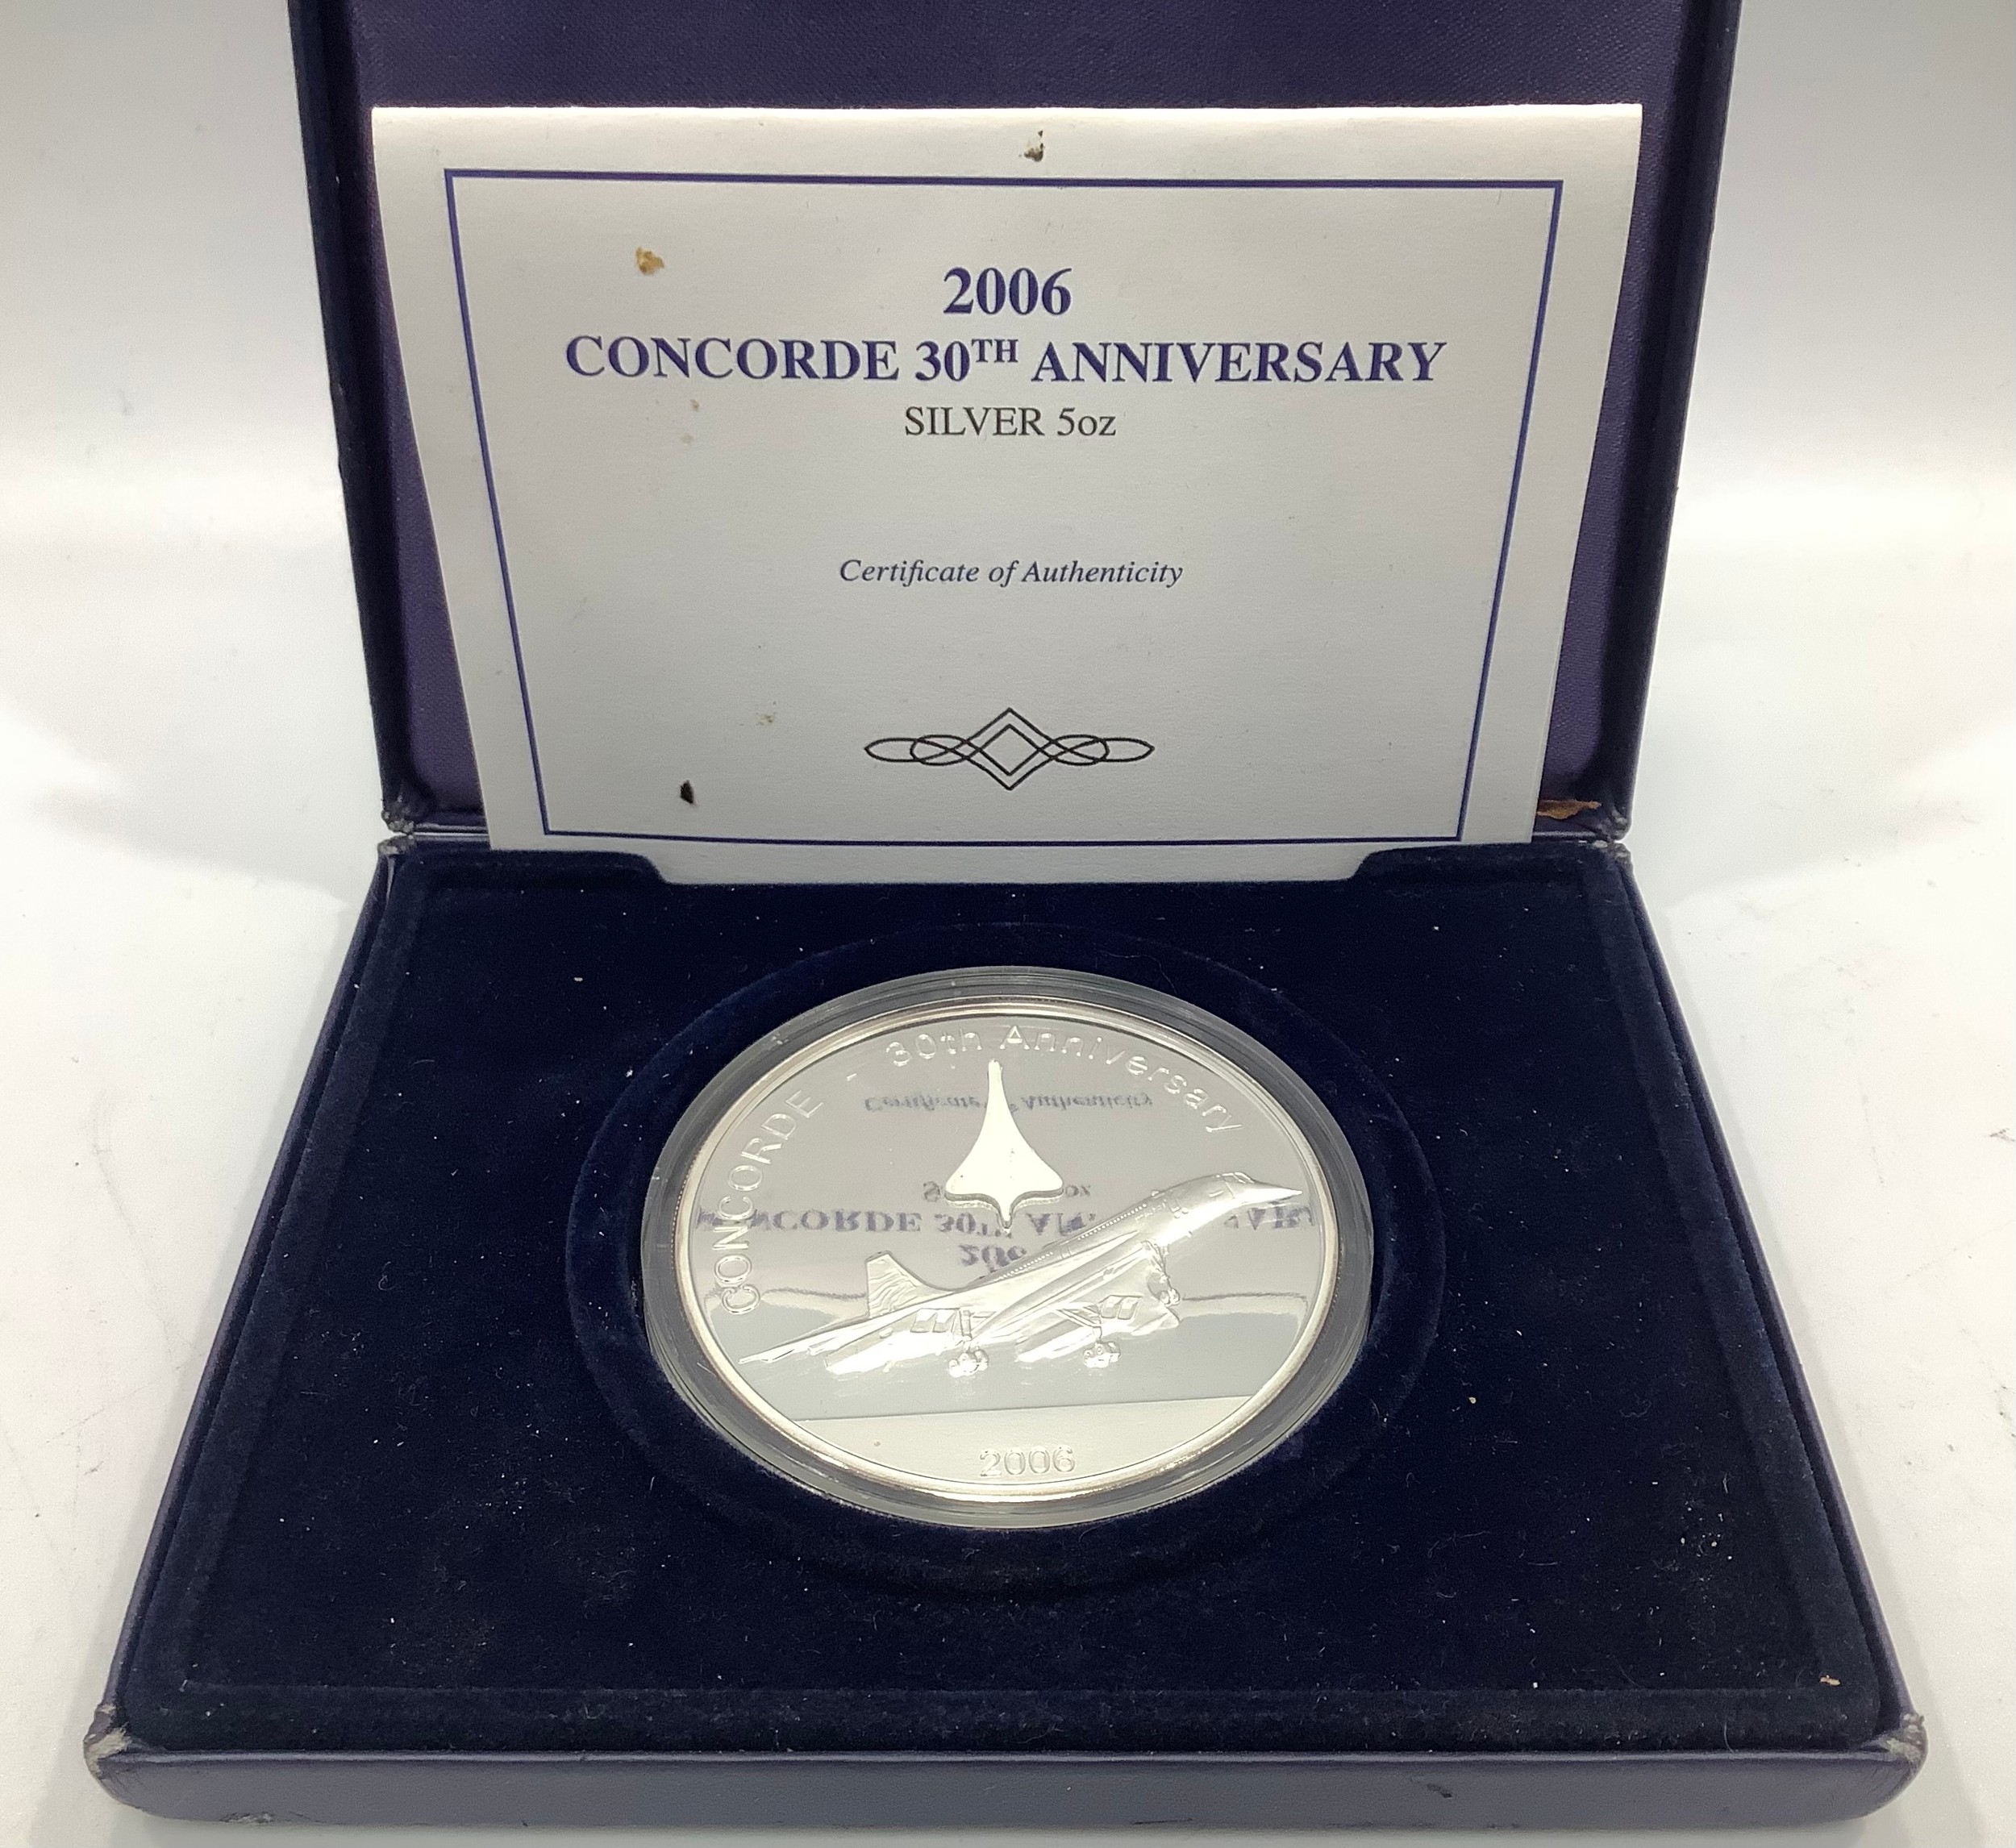 2006
CONCORDE 30TH ANNIVERSARY
SILVER 5oz
Certificate of Authenticity
CONCORDE - 30th Anniversary
2006